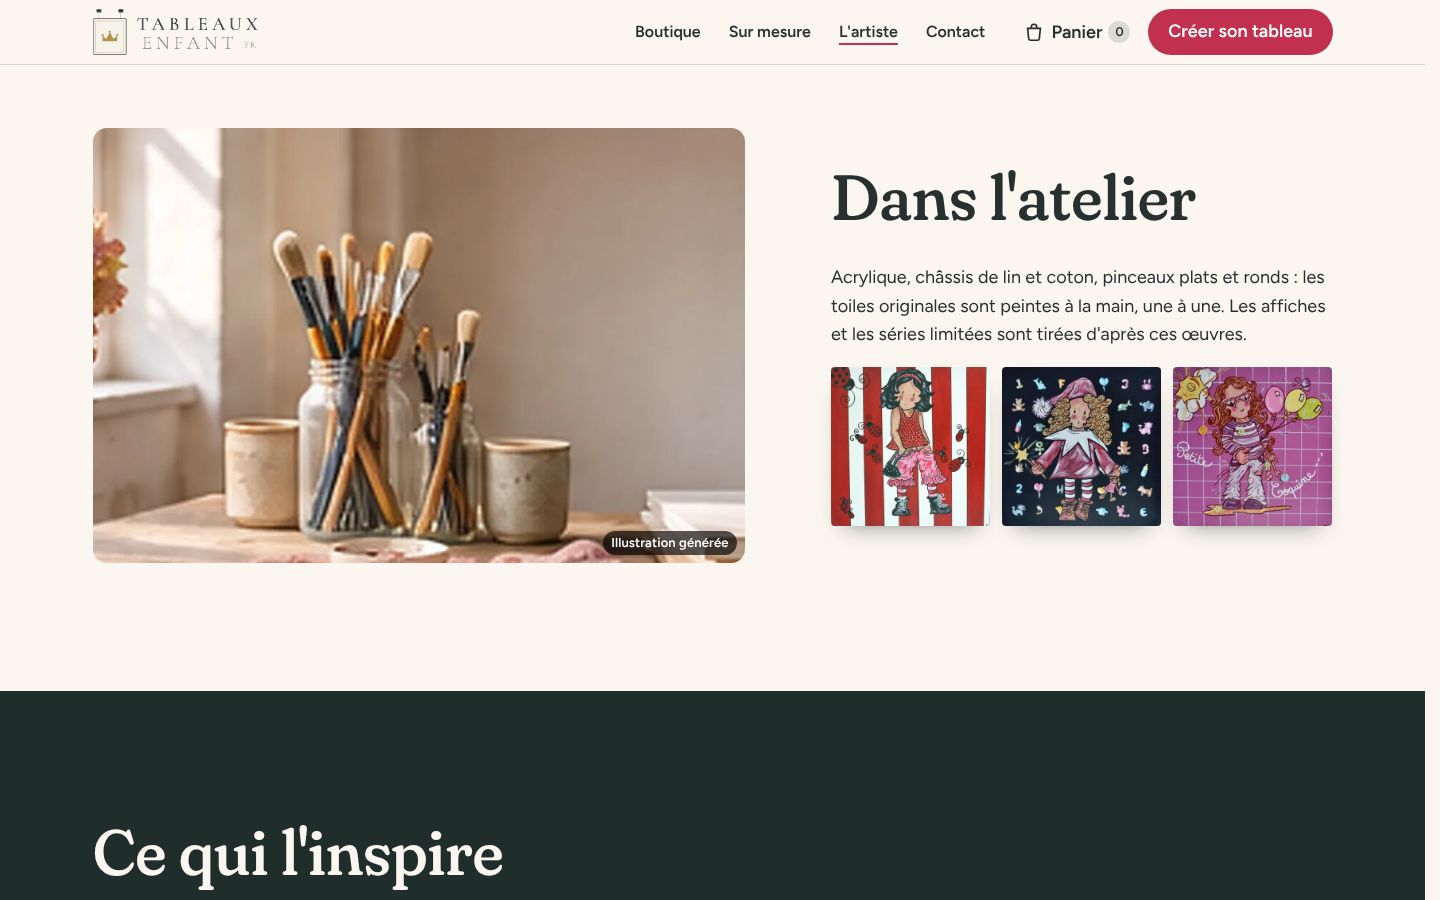 TABLEAUX
ENFANT .FR
Boutique
Sur mesure
L'artiste
Contact
Panier 0
Créer son tableau
Dans l'atelier
Acrylique, châssis de lin et coton, pinceaux plats et ronds : les
toiles originales sont peintes à la main, une à une. Les affiches
et les séries limitées sont tirées d'après ces œuvres.
Illustration générée
Petite
Coquine
Ce qui l'inspire